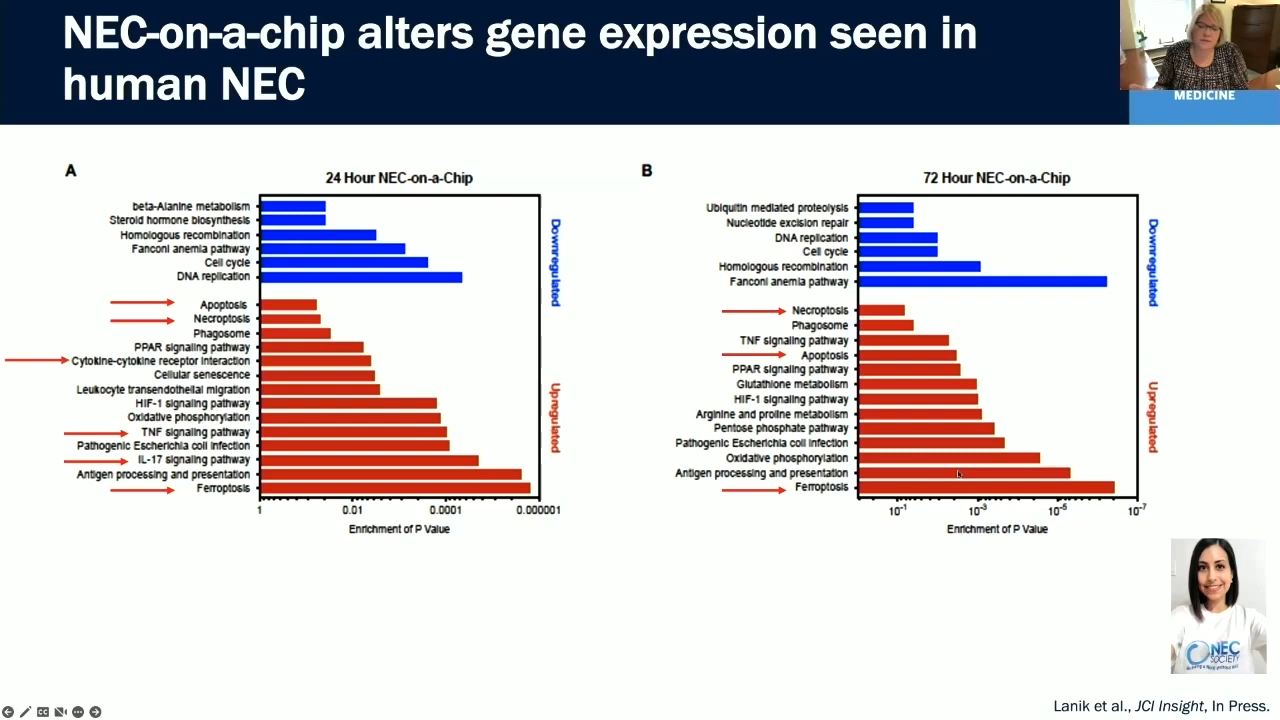 NEC-on-a-chip alters gene expression seen in
human NEC
MEDICINE
A
24 Hour NEC-on-a-Chip
beta-Alanine metabolism
Steroid hormone biosynthesis
Homologous recombination
Fanconi anemia pathway
Cell cycle
DNA replication
Apoptosis
Necroptosis
Phagosome
PPAR signaling pathway
Cytokine-cytokine receptor interaction
Cellular senescence
Leukocyte transendothelial migration
HIF-1 signaling pathway
Oxidative phosphorylation
TNF signaling pathway
Pathogenic Escherichia coli infection
IL-17 signaling pathway
Antigen processing and presentation
Ferroptosis
Downregulated
Upregulated
1 0.01 0.0001 0.000001
Enrichment of P Value
B
72 Hour NEC-on-a-Chip
Ubiquitin mediated proteolysis
Nucleotide excision repair
DNA replication
Cell cycle
Homologous recombination
Fanconi anemia pathway
Necroptosis
Phagosome
TNF signaling pathway
Apoptosis
PPAR signaling pathway
Glutathione metabolism
HIF-1 signaling pathway
Arginine and proline metabolism
Pentose phosphate pathway
Pathogenic Escherichia coli infection
Oxidative phosphorylation
Antigen processing and presentation
Ferroptosis
Downregulated
Upregulated
10⁻¹ 10⁻³ 10⁻⁵ 10⁻⁷
Enrichment of P Value
NEC
SOCIETY
Lanik et al., JCI Insight, In Press.